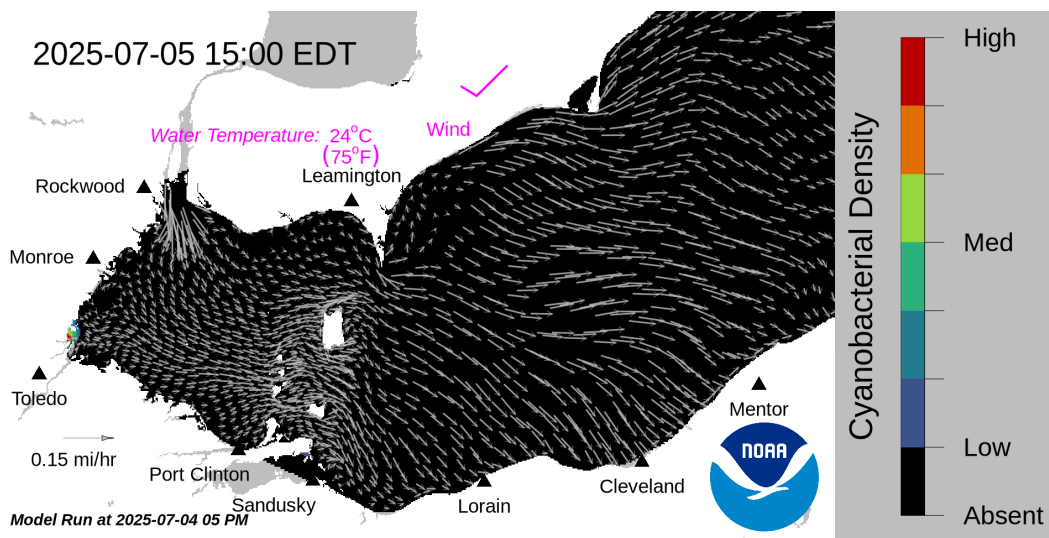 2025-07-05 15:00 EDT
Water Temperature: 24°C
(75°F)
Wind
Leamington
Rockwood
Monroe
Toledo
0.15 mi/hr
Port Clinton
Sandusky
Lorain
Cleveland
Mentor
NOAA
Model Run at 2025-07-04 05 PM
Cyanobacterial Density
High
Med
Low
Absent